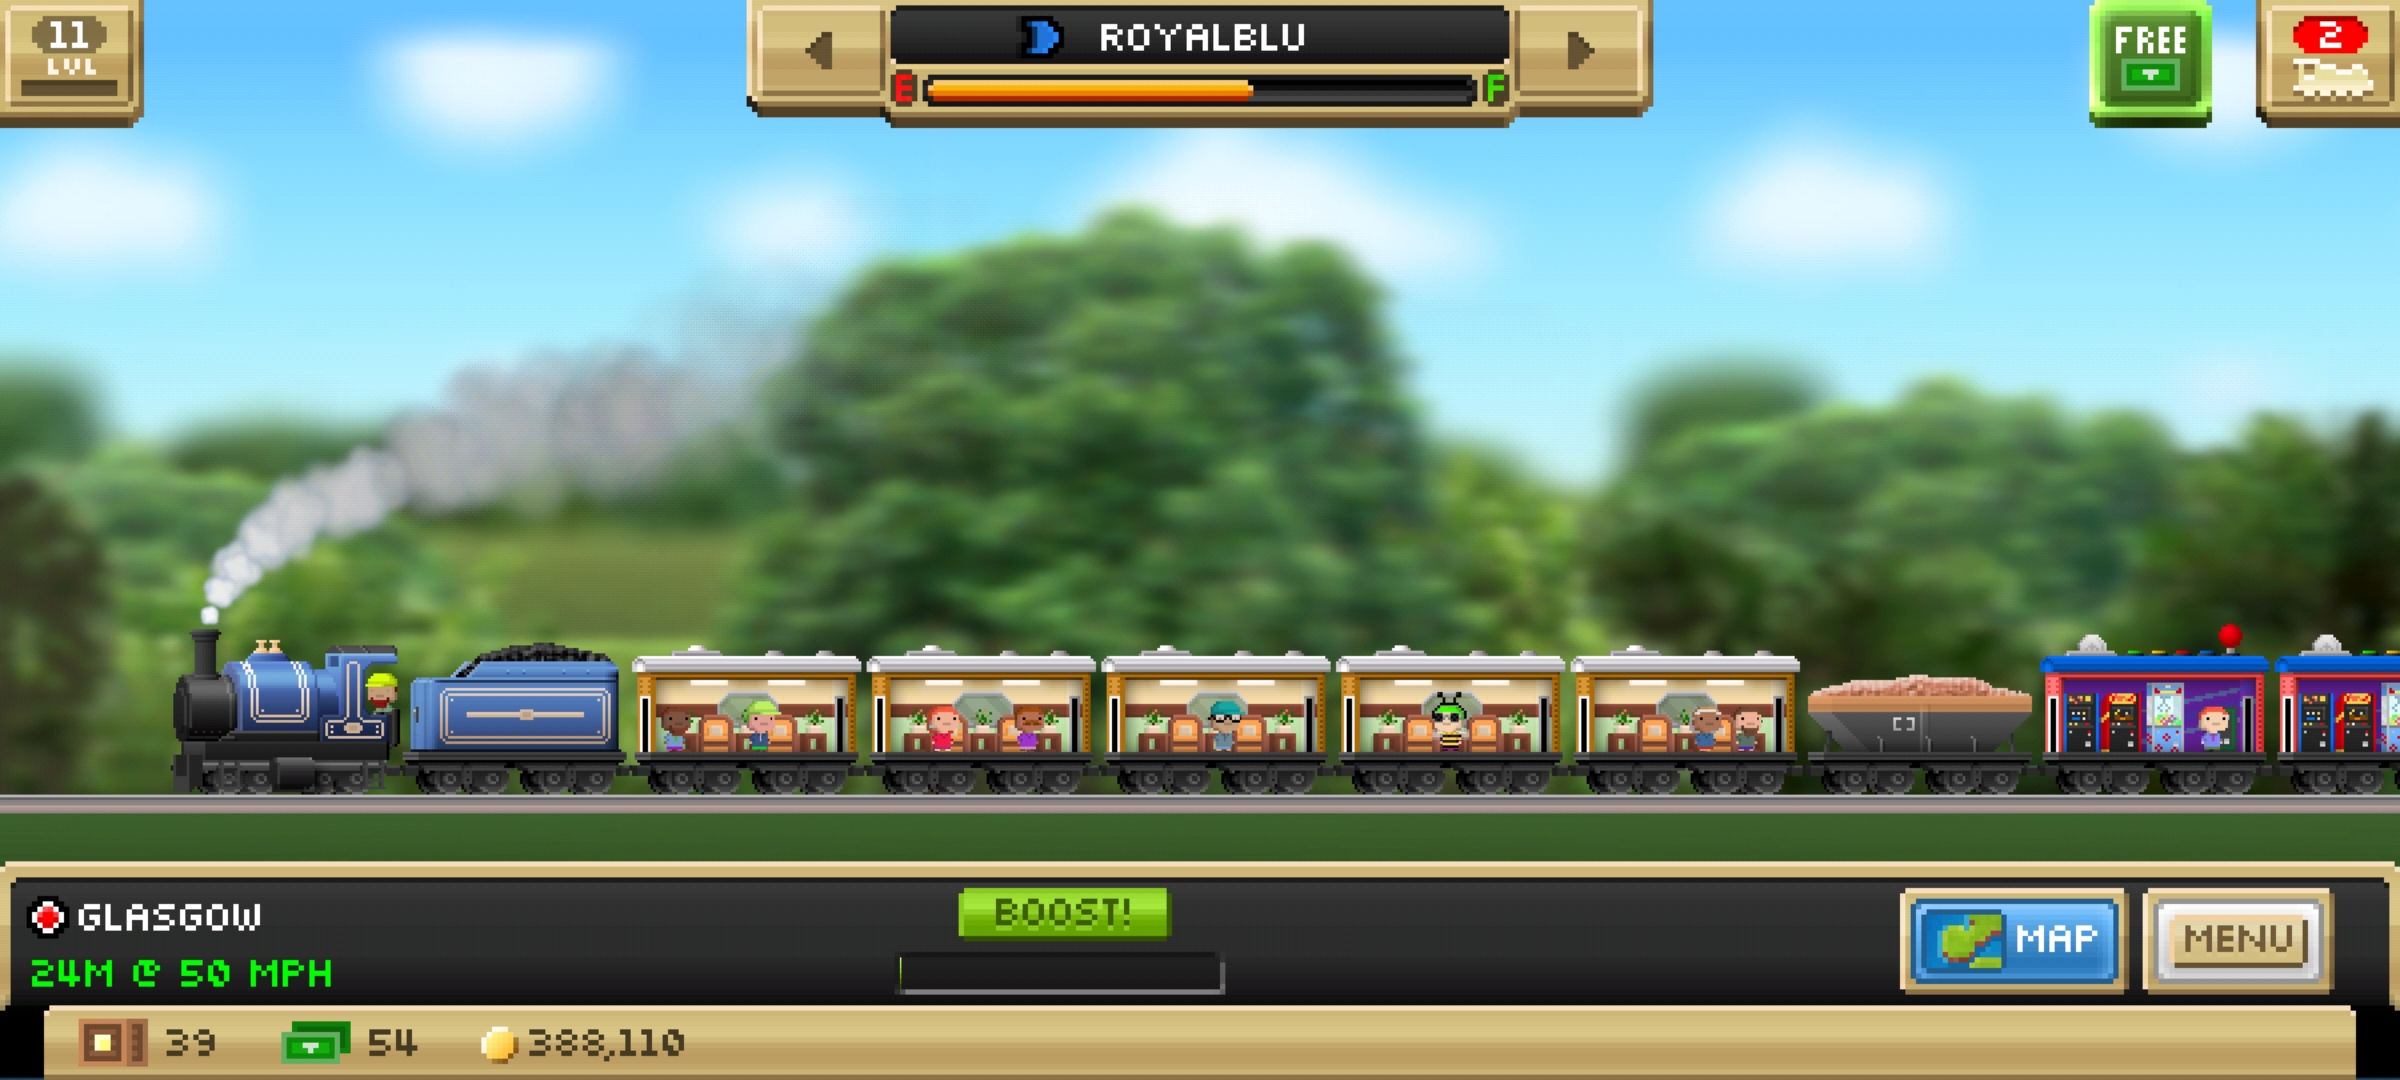 11
LVL
ROYALBLU
E F
FREE
2
GLASGOW
24M @ 50 MPH
BOOST!
MAP
MENU
39
54
388,110